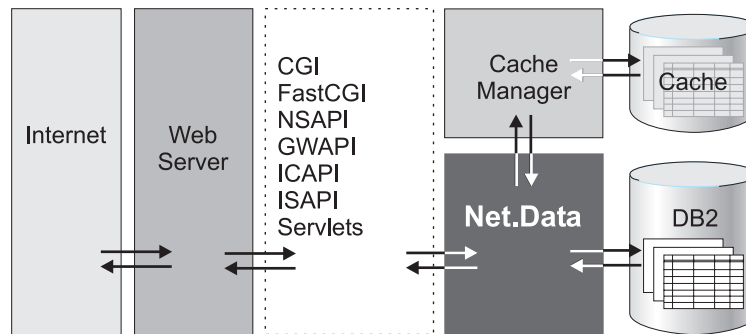 Internet
Web
Server
CGI
FastCGI
NSAPI
GWAPI
ICAPI
ISAPI
Servlets
Cache
Manager
Cache
Net.Data
DB2